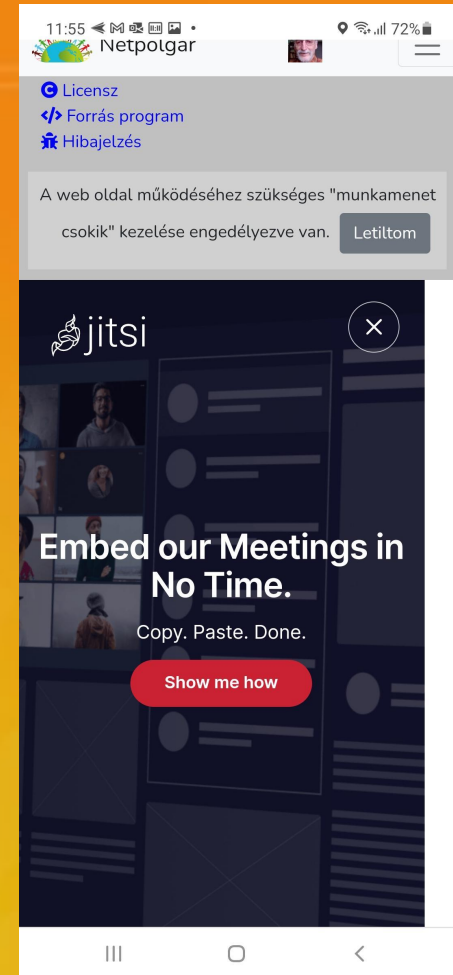 11:55 72%
Netpolgar
Licensz
</> Forrás program
Hibajelzés
A web oldal működéséhez szükséges "munkamenet
csokik" kezelése engedélyezve van. Letiltom
jitsi
Embed our Meetings in
No Time.
Copy. Paste. Done.
Show me how